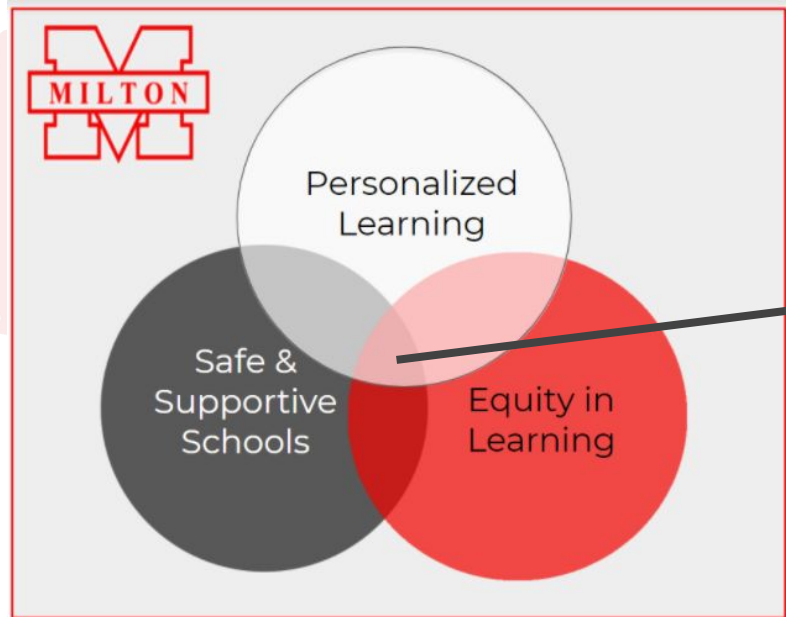 MILTON
Personalized
Learning
Safe &
Supportive
Schools
Equity in
Learning